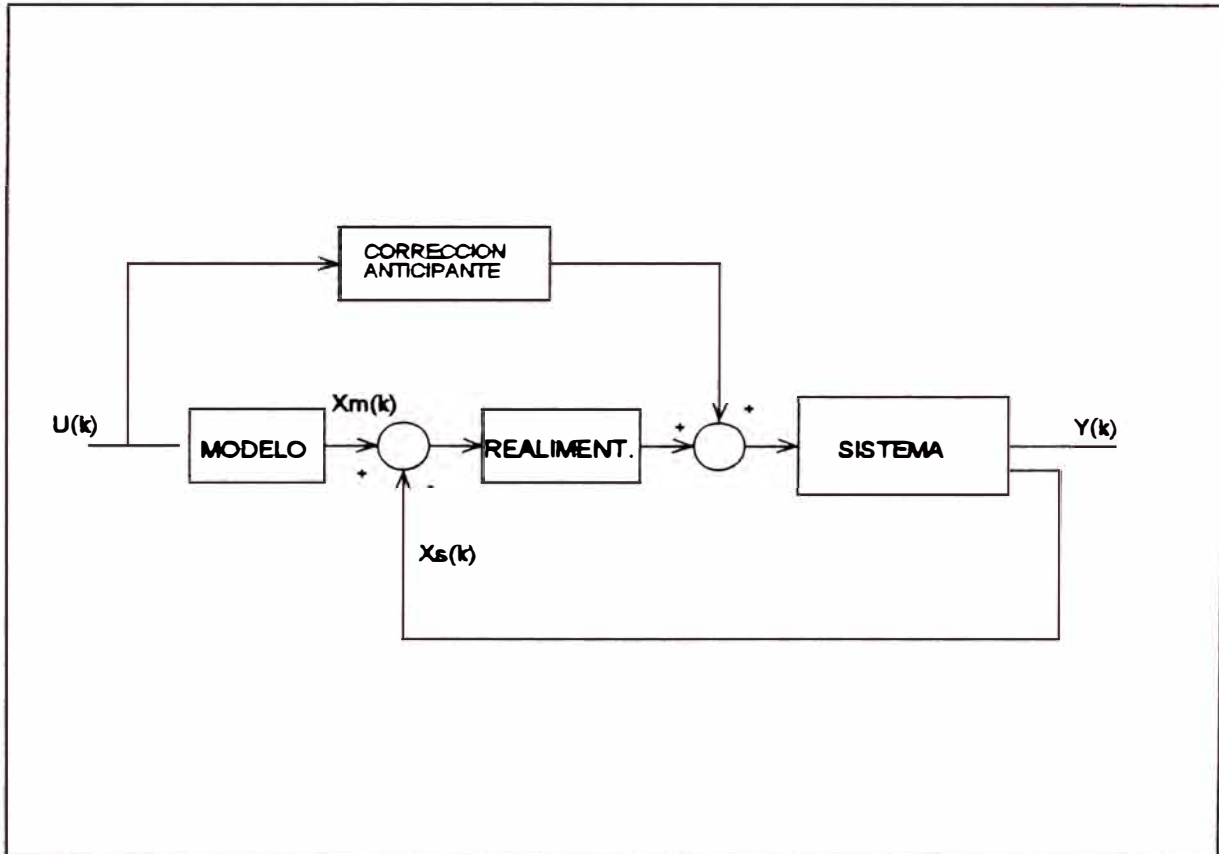 CORRECCION
ANTICIPANTE
U(k)
MODELO
Xm(k)
+
-
REALIMENT.
+
+
SISTEMA
Y(k)
Xs(k)